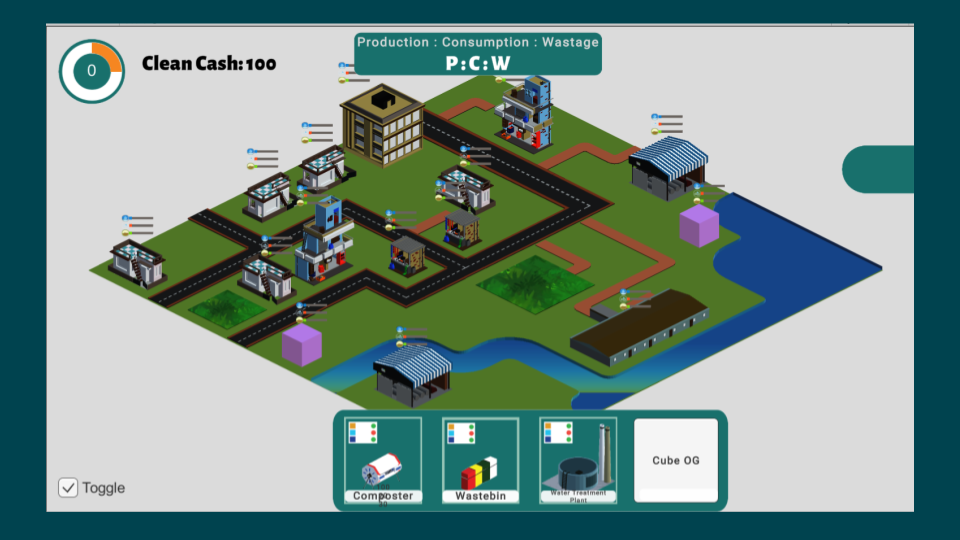 0
Clean Cash: 100
Production : Consumption : Wastage
P:C:W
Composter
Wastebin
Water Treatment
Plant
Cube OG
Toggle